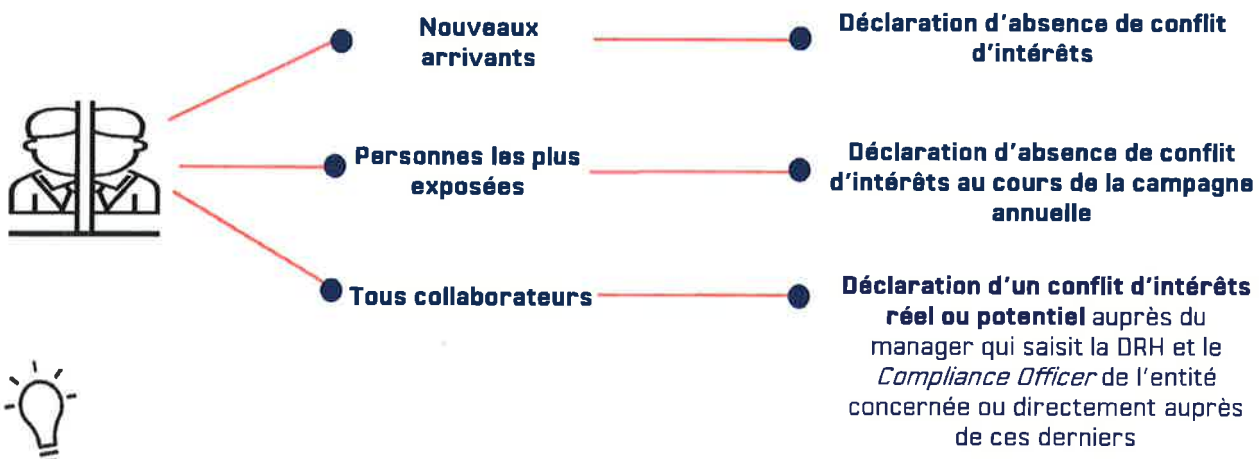 Nouveaux
arrivants
Déclaration d'absence de conflit
d'intérêts
Personnes les plus
exposées
Déclaration d'absence de conflit
d'intérêts au cours de la campagne
annuelle
Tous collaborateurs
Déclaration d'un conflit d'intérêts
réel ou potentiel auprès du
manager qui saisit la DRH et le
Compliance Officer de l'entité
concernée ou directement auprès
de ces derniers